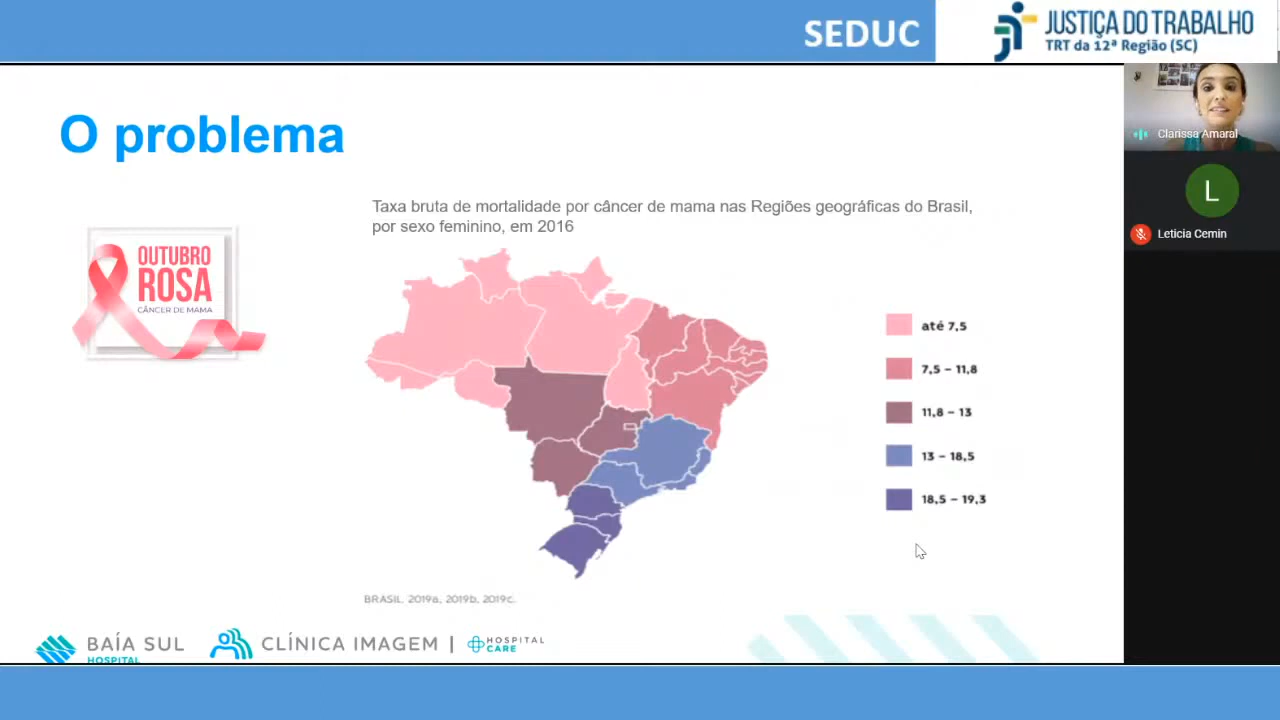 SEDUC
JUSTIÇA DO TRABALHO
TRT da 12ª Região (SC)
O problema
Clarissa Amaral
L
Leticia Cemin
Taxa bruta de mortalidade por câncer de mama nas Regiões geográficas do Brasil,
por sexo feminino, em 2016
OUTUBRO
ROSA
CÂNCER DE MAMA
até 7,5
7,5 – 11,8
11,8 – 13
13 – 18,5
18,5 – 19,3
BRASIL, 2019a, 2019b, 2019c.
BAÍA SUL
HOSPITAL
CLÍNICA IMAGEM |
HOSPITAL
CARE